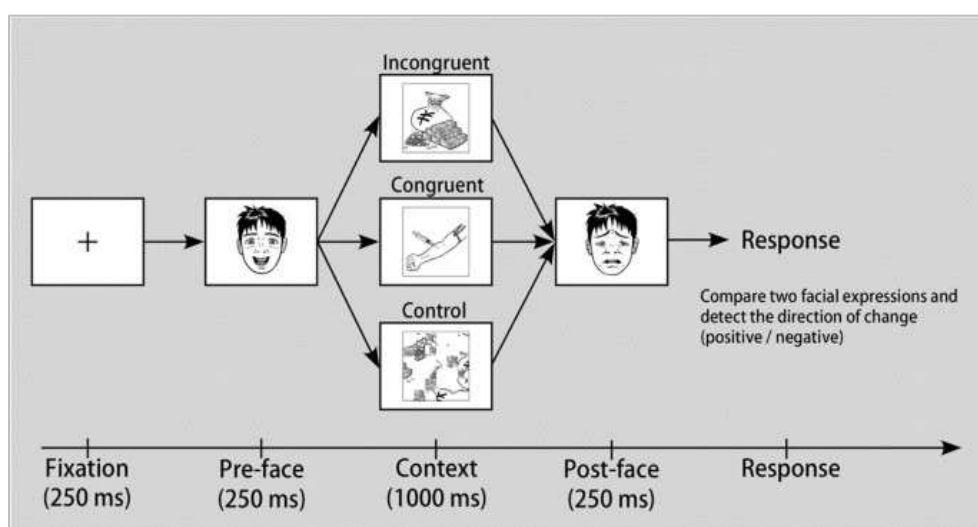 Incongruent
Congruent
Control
Response
Compare two facial expressions and
detect the direction of change
(positive / negative)
Fixation
(250 ms)
Pre-face
(250 ms)
Context
(1000 ms)
Post-face
(250 ms)
Response